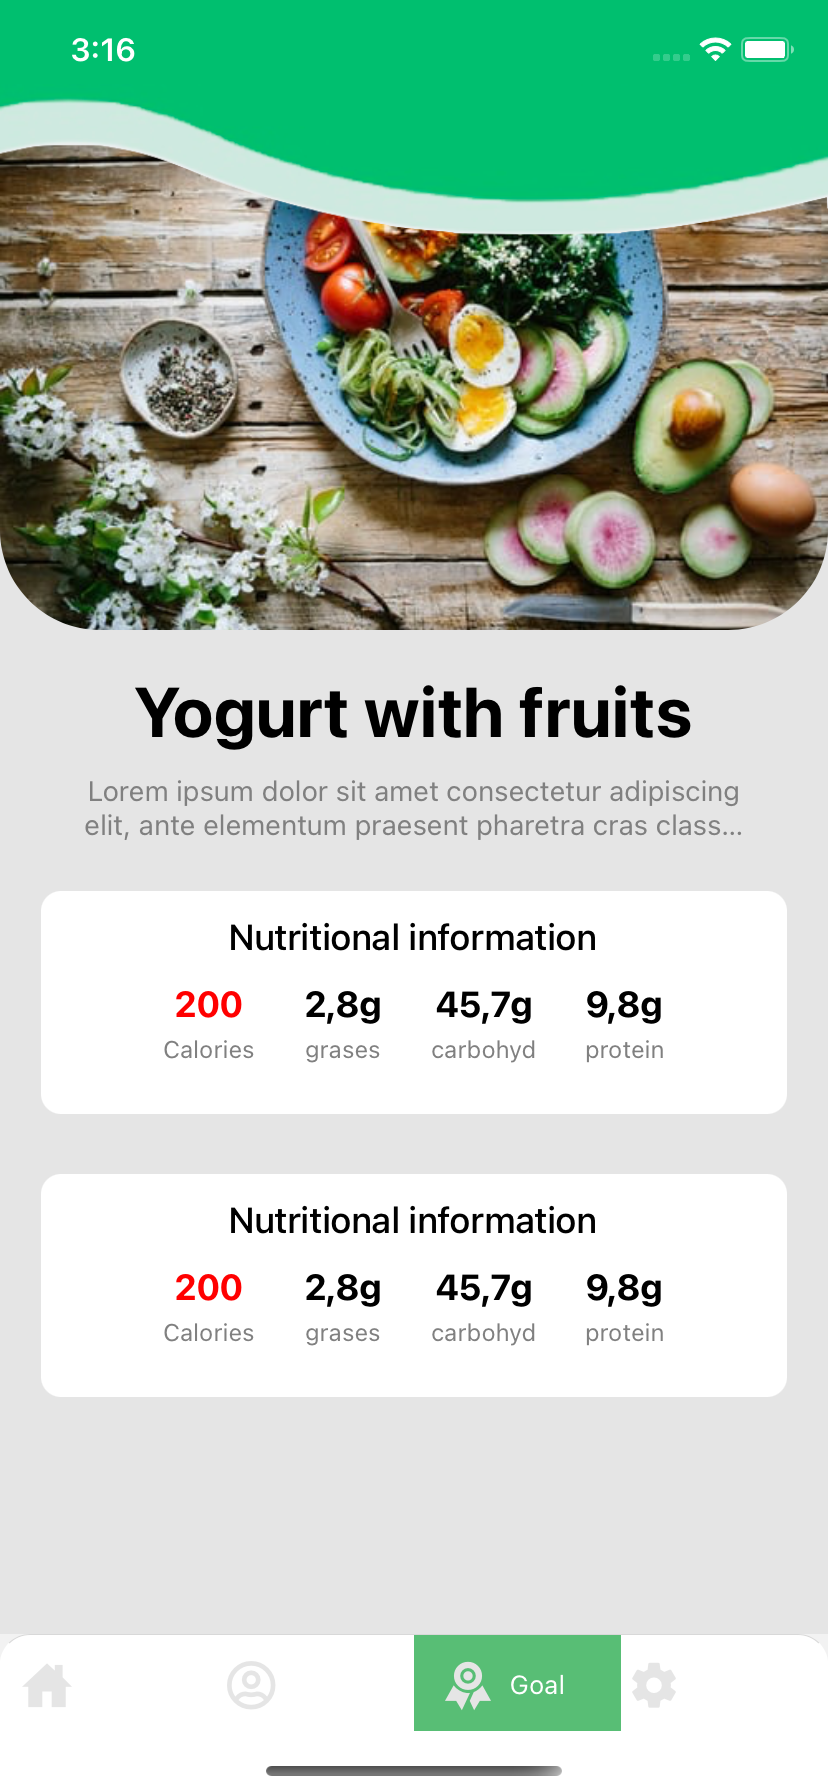 3:16
Yogurt with fruits
Lorem ipsum dolor sit amet consectetur adipiscing
elit, ante elementum praesent pharetra cras class...
Nutritional information
200 2,8g 45,7g 9,8g
Calories grases carbohyd protein
Nutritional information
200 2,8g 45,7g 9,8g
Calories grases carbohyd protein
Goal